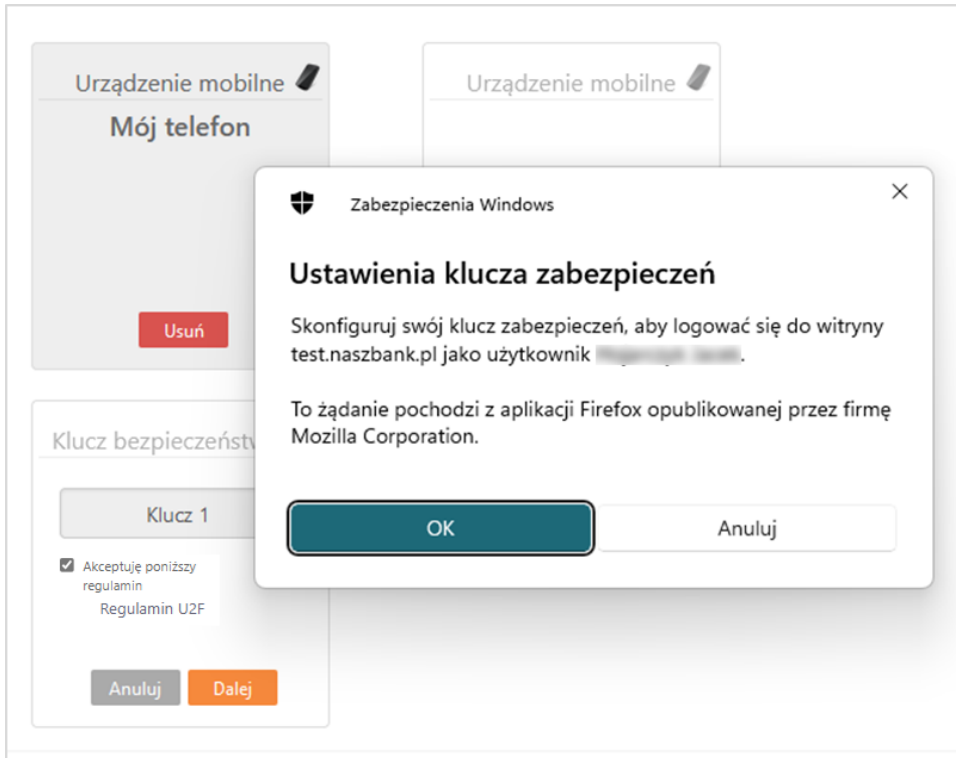 Urządzenie mobilne
Mój telefon
Usuń
Urządzenie mobilne
Zabezpieczenia Windows
Ustawienia klucza zabezpieczeń
Skonfiguruj swój klucz zabezpieczeń, aby logować się do witryny
test.naszbank.pl jako użytkownik .
To żądanie pochodzi z aplikacji Firefox opublikowanej przez firmę
Mozilla Corporation.
OK
Anuluj
Klucz
Klucz 1
Akceptuję poniższy
regulamin
Regulamin U2F
Anuluj
Dalej